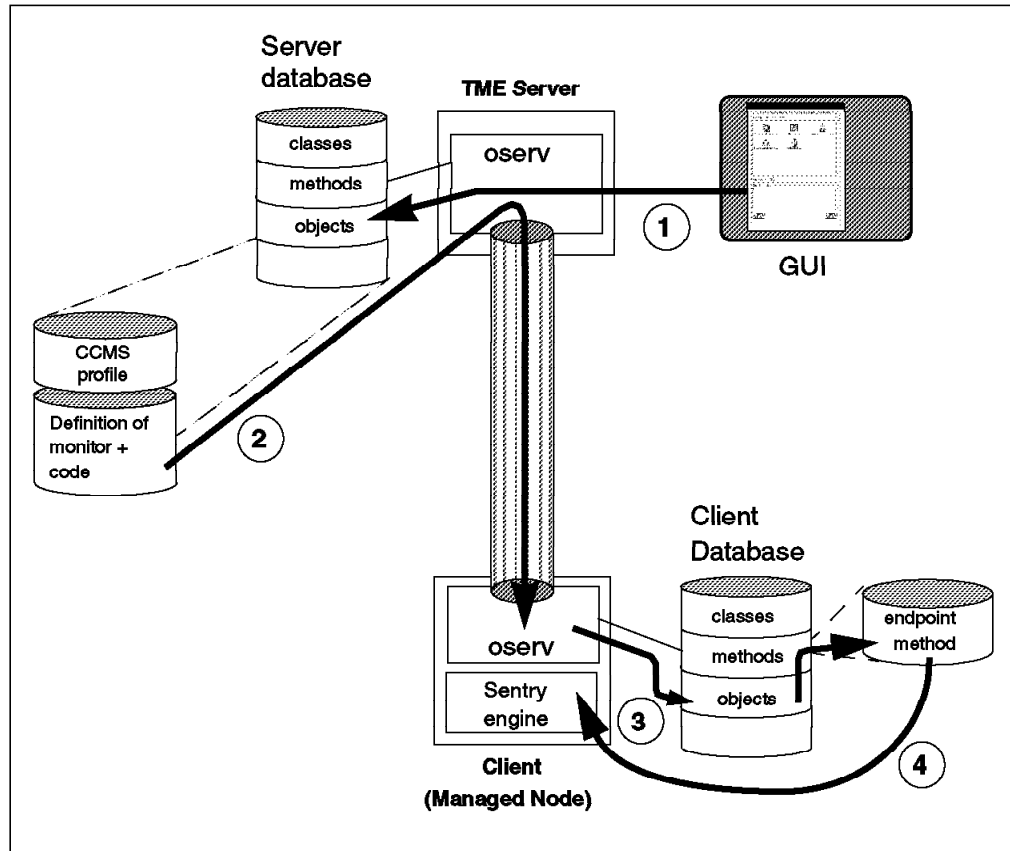 Server
database
TME Server
classes
methods
objects
oserv
1
GUI
CCMS
profile
Definition of
monitor +
code
2
Client
Database
oserv
Sentry
engine
Client
(Managed Node)
3
classes
methods
objects
endpoint
method
4